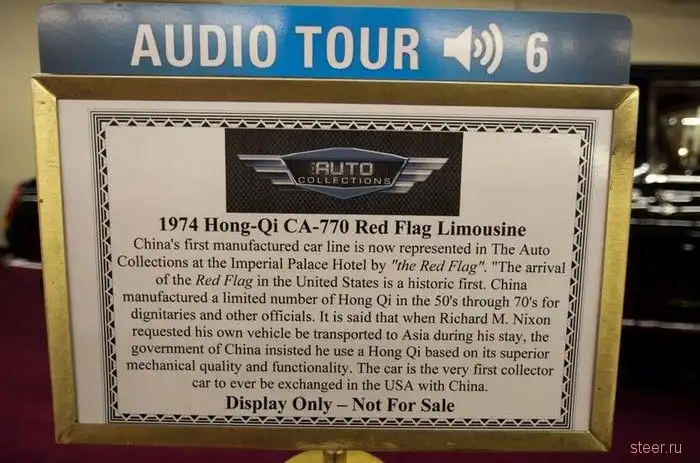 AUDIO TOUR 6
THE AUTO
COLLECTIONS
1974 Hong-Qi CA-770 Red Flag Limousine
China's first manufactured car line is now represented in The Auto
Collections at the Imperial Palace Hotel by "the Red Flag". "The arrival
of the Red Flag in the United States is a historic first. China
manufactured a limited number of Hong Qi in the 50's through 70's for
dignitaries and other officials. It is said that when Richard M. Nixon
requested his own vehicle be transported to Asia during his stay, the
government of China insisted he use a Hong Qi based on its superior
mechanical quality and functionality. The car is the very first collector
car to ever be exchanged in the USA with China.
Display Only – Not For Sale
steer.ru